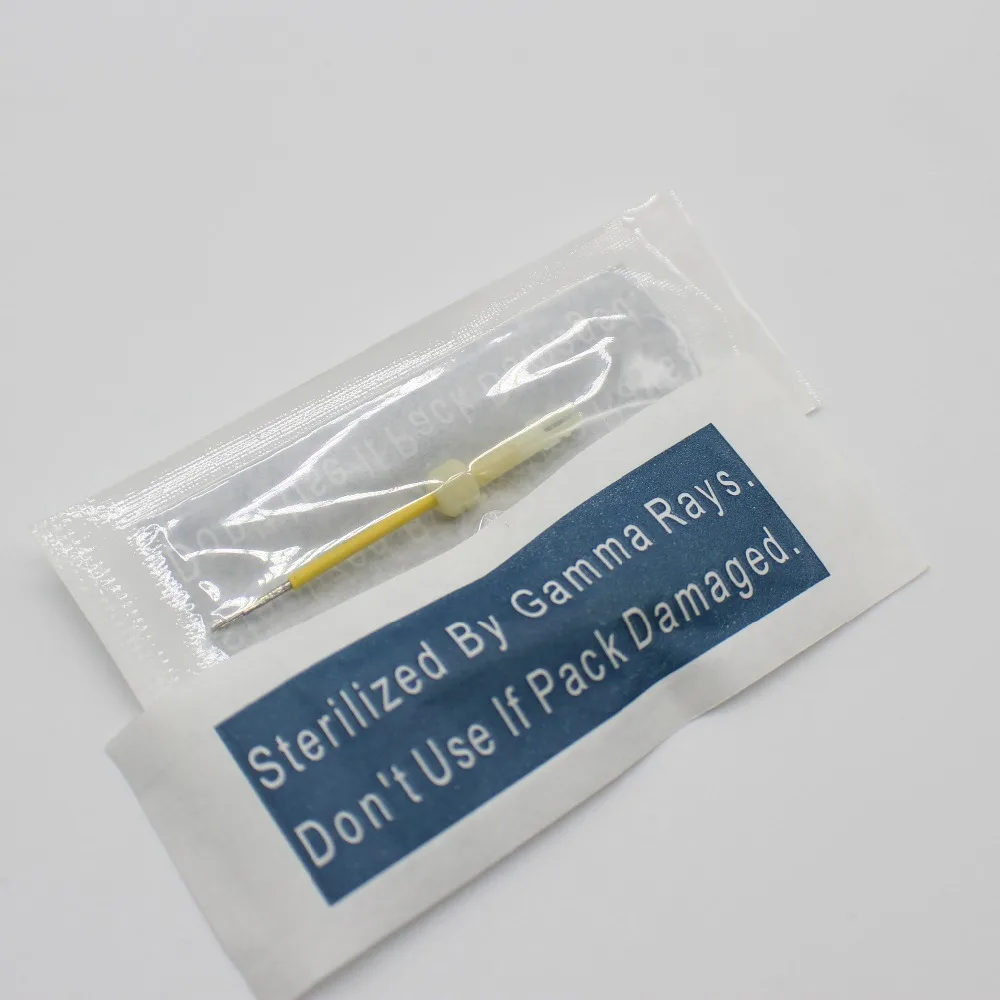 Sterilized By Gamma Rays.
Don't Use If Pack Damaged.